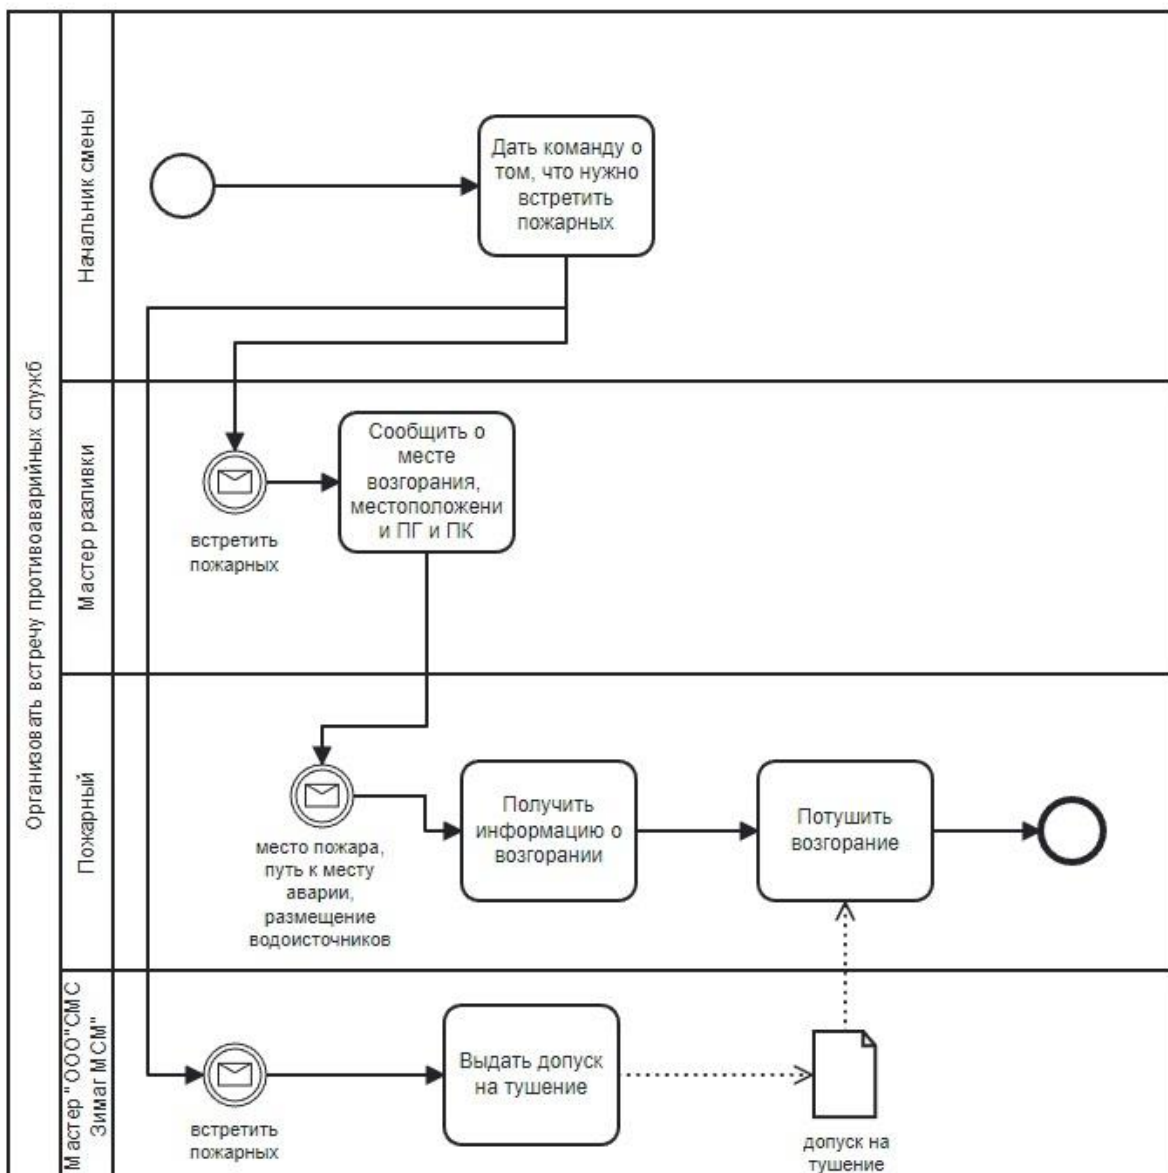 Организовать встречу противоаварийных служб
Начальник смены
Дать команду о
том, что нужно
встретить
пожарных
Мастер разливки
встретить
пожарных
Сообщить о
месте
возгорания,
местоположени
и ПГ и ПК
Пожарный
место пожара,
путь к месту
аварии,
размещение
водоисточников
Получить
информацию о
возгорании
Потушить
возгорание
Мастер "ООО"СМС
Зимаг МСМ"
встретить
пожарных
Выдать допуск
на тушение
допуск на
тушение